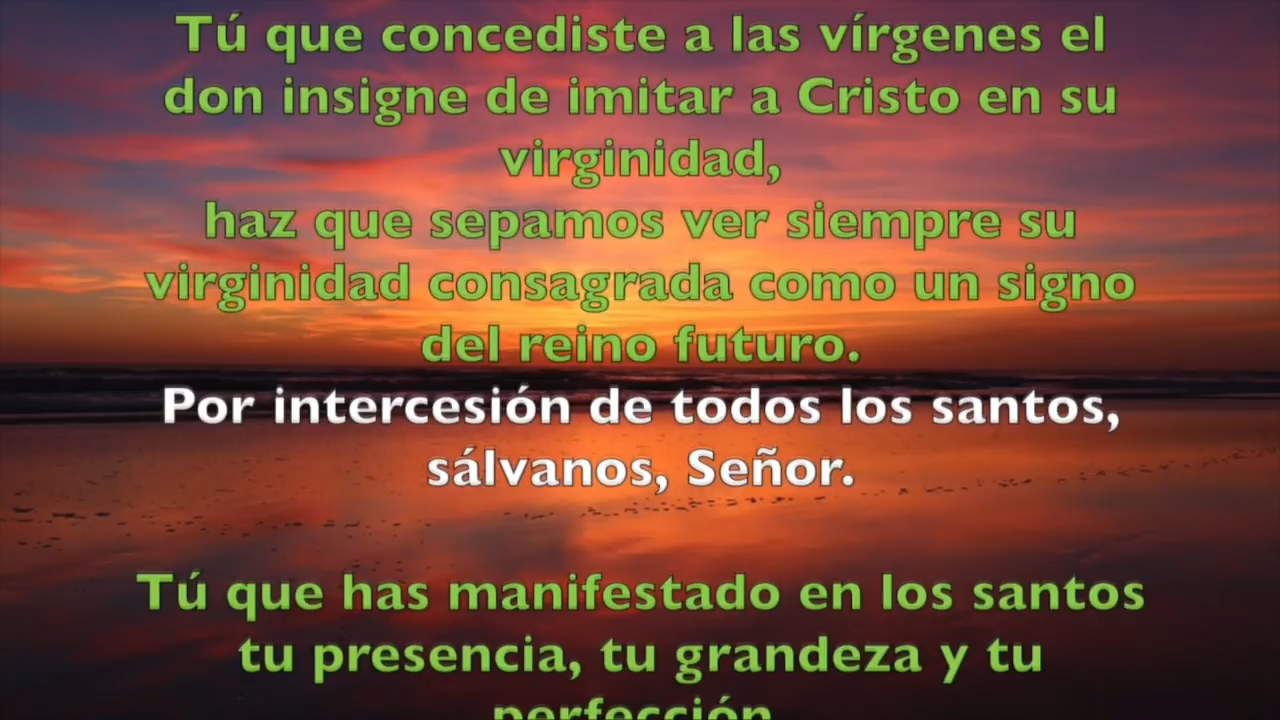 Tú que concediste a las vírgenes el
don insigne de imitar a Cristo en su
virginidad,
haz que sepamos ver siempre su
virginidad consagrada como un signo
del reino futuro.
Por intercesión de todos los santos,
sálvanos, Señor.
Tú que has manifestado en los santos
tu presencia, tu grandeza y tu
perfección